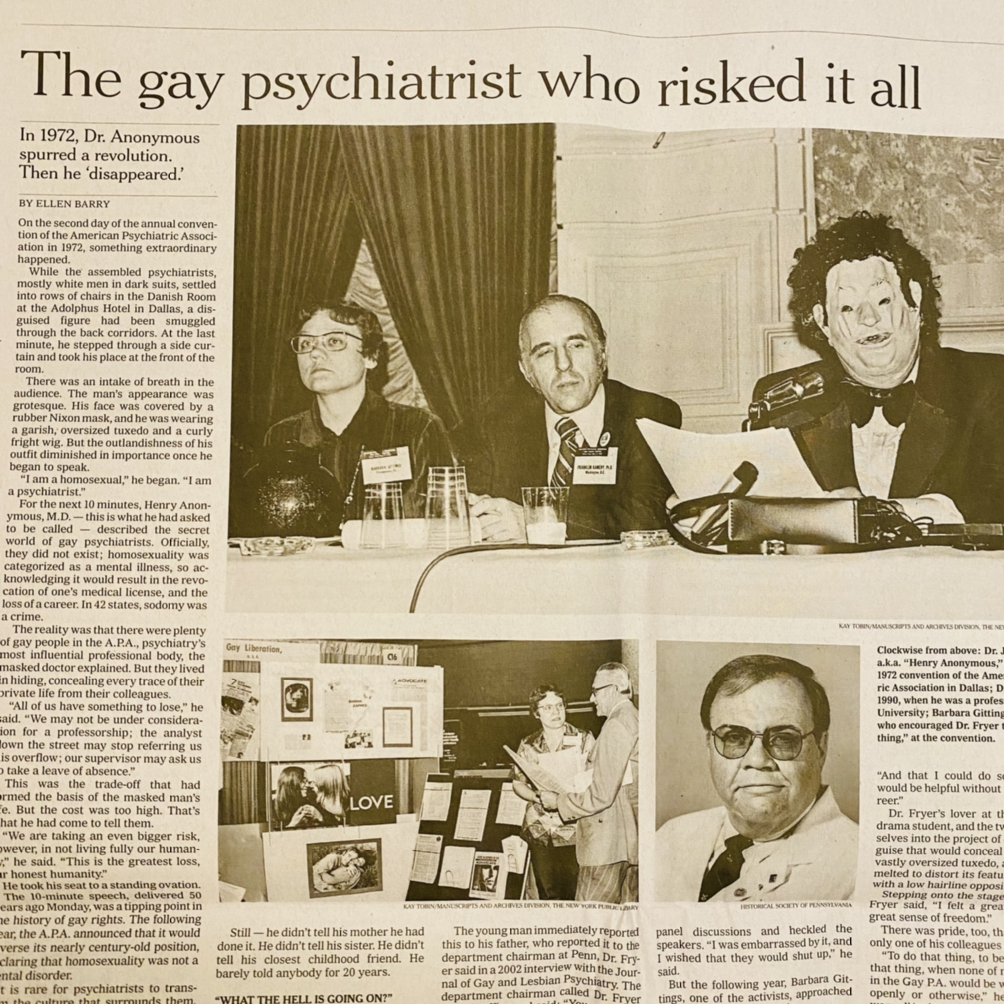 The gay psychiatrist who risked it all
In 1972, Dr. Anonymous
spurred a revolution.
Then he ‘disappeared.’
BY ELLEN BARRY
On the second day of the annual conven-
tion of the American Psychiatric Associ-
ation in 1972, something extraordinary
happened.
While the assembled psychiatrists,
mostly white men in dark suits, settled
into rows of chairs in the Danish Room
at the Adolphus Hotel in Dallas, a dis-
guised figure had been smuggled
through the back corridors. At the last
minute, he stepped through a side cur-
tain and took his place at the front of the
room.
There was an intake of breath in the
audience. The man’s appearance was
grotesque. His face was covered by a
rubber Nixon mask, and he was wearing
a garish, oversized tuxedo and a curly
fright wig. But the outlandishness of his
outfit diminished in importance once he
began to speak.
“I am a homosexual,” he began. “I am
a psychiatrist.”
For the next 10 minutes, Henry Anon-
ymous, M.D. — this is what he had asked
to be called — described the secret
world of gay psychiatrists. Officially,
they did not exist; homosexuality was
categorized as a mental illness, so ac-
knowledging it would result in the revo-
cation of one’s medical license, and the
loss of a career. In 42 states, sodomy was
a crime.
The reality was that there were plenty
of gay people in the A.P.A., psychiatry’s
most influential professional body, the
masked doctor explained. But they lived
in hiding, concealing every trace of their
private life from their colleagues.
“All of us have something to lose,” he
said. “We may not be under considera-
ion for a professorship; the analyst
down the street may stop referring us
is overflow; our supervisor may ask us
o take a leave of absence.”
This was the trade-off that had
ormed the basis of the masked man’s
fe. But the cost was too high. That’s
hat he had come to tell them.
“We are taking an even bigger risk,
owever, in not living fully our human-
y,” he said. “This is the greatest loss,
ur honest humanity.”
He took his seat to a standing ovation.
The 10-minute speech, delivered 50
ears ago Monday, was a tipping point in
he history of gay rights. The following
ear, the A.P.A. announced that it would
verse its nearly century-old position,
claring that homosexuality was not a
ental disorder.
t is rare for psychiatrists to trans-
the culture that surrounds them,
FRANKLIN KAMENY, Ph.D.
Washington, D.C.
KAY TOBIN/MANUSCRIPTS AND ARCHIVES DIVISION, THE NEW
Gay Liberation,
C16
ADVOCATE
LOVE
KAY TOBIN/MANUSCRIPTS AND ARCHIVES DIVISION, THE NEW YORK PUBLIC LIBRARY
HISTORICAL SOCIETY OF PENNSYLVANIA
Clockwise from above: Dr. J
a.k.a. “Henry Anonymous,”
1972 convention of the Amer
ric Association in Dallas; D
1990, when he was a profes
University; Barbara Gitting
who encouraged Dr. Fryer t
thing,” at the convention.
Still — he didn’t tell his mother he had
done it. He didn’t tell his sister. He didn’t
tell his closest childhood friend. He
barely told anybody for 20 years.
“WHAT THE HELL IS GOING ON?”
The young man immediately reported
this to his father, who reported it to the
department chairman at Penn, Dr. Fry-
er said in a 2002 interview with the Jour-
nal of Gay and Lesbian Psychiatry. The
department chairman called Dr. Fryer
panel discussions and heckled the
speakers. “I was embarrassed by it, and
I wished that they would shut up,” he
said.
But the following year, Barbara Git-
tings, one of the activists, approached
“And that I could do so
would be helpful without
reer.”
Dr. Fryer’s lover at th
drama student, and the tw
selves into the project of
guise that would conceal
vastly oversized tuxedo, a
melted to distort its featu
with a low hairline oppos
Stepping onto the stage
Fryer said, “I felt a grea
great sense of freedom.”
There was pride, too, tha
only one of his colleagues
“To do that thing, to be
that thing, when none of m
in the Gay P.A. would be
openly or otherwise.”